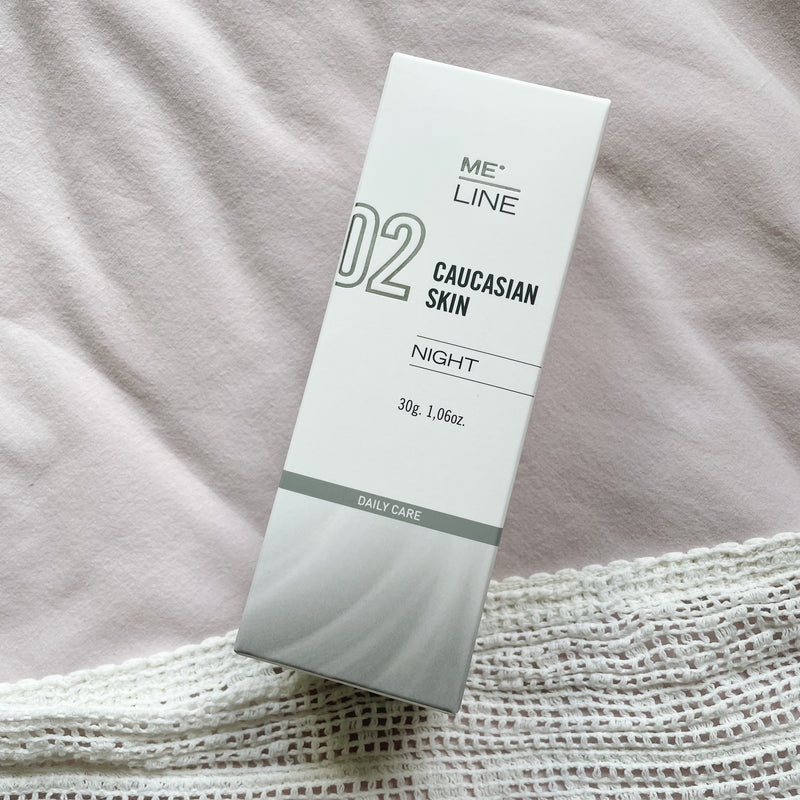 ME·
LINE
02
CAUCASIAN
SKIN
NIGHT
30g. 1,06oz.
DAILY CARE